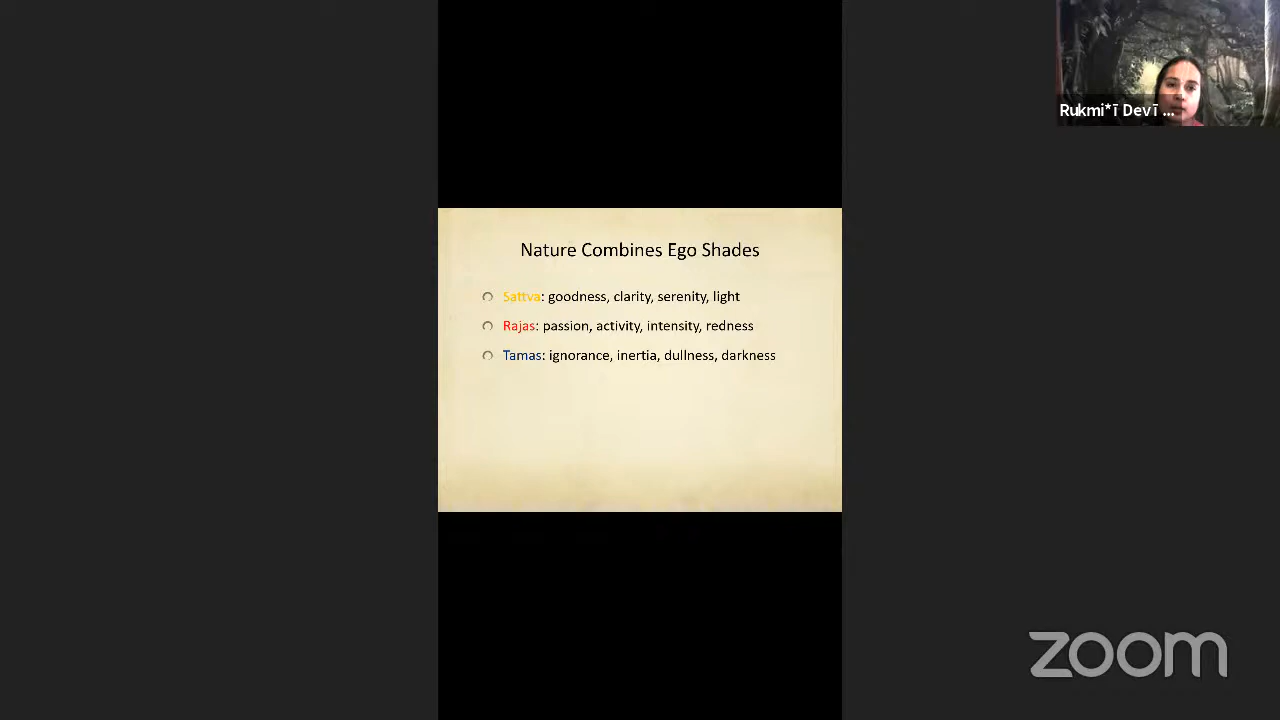 Rukmi*ī Devī ...
Nature Combines Ego Shades
Sattva: goodness, clarity, serenity, light
Rajas: passion, activity, intensity, redness
Tamas: ignorance, inertia, dullness, darkness
zoom